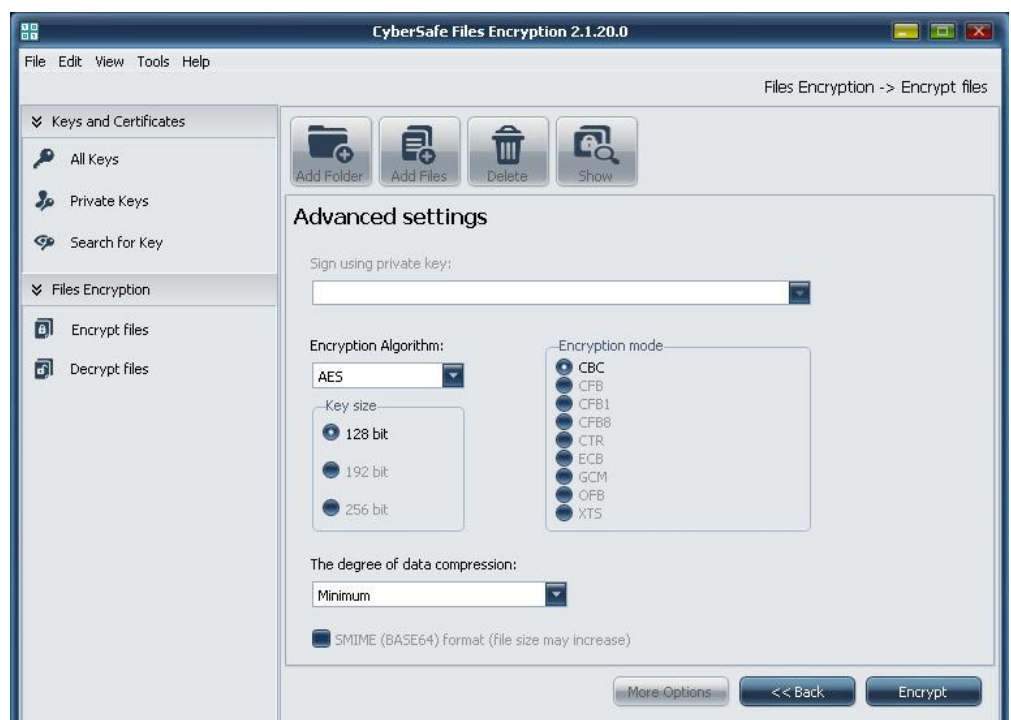 CyberSafe Files Encryption 2.1.20.0
File Edit View Tools Help
Files Encryption -> Encrypt files
Keys and Certificates
All Keys
Private Keys
Search for Key
Files Encryption
Encrypt files
Decrypt files
Add Folder Add Files Delete Show
Advanced settings
Sign using private key:
Encryption Algorithm:
AES
Key size
128 bit
192 bit
256 bit
Encryption mode
CBC
CFB
CFB1
CFB8
CTR
ECB
GCM
OFB
XTS
The degree of data compression:
Minimum
SMIME (BASE64) format (file size may increase)
More Options << Back Encrypt